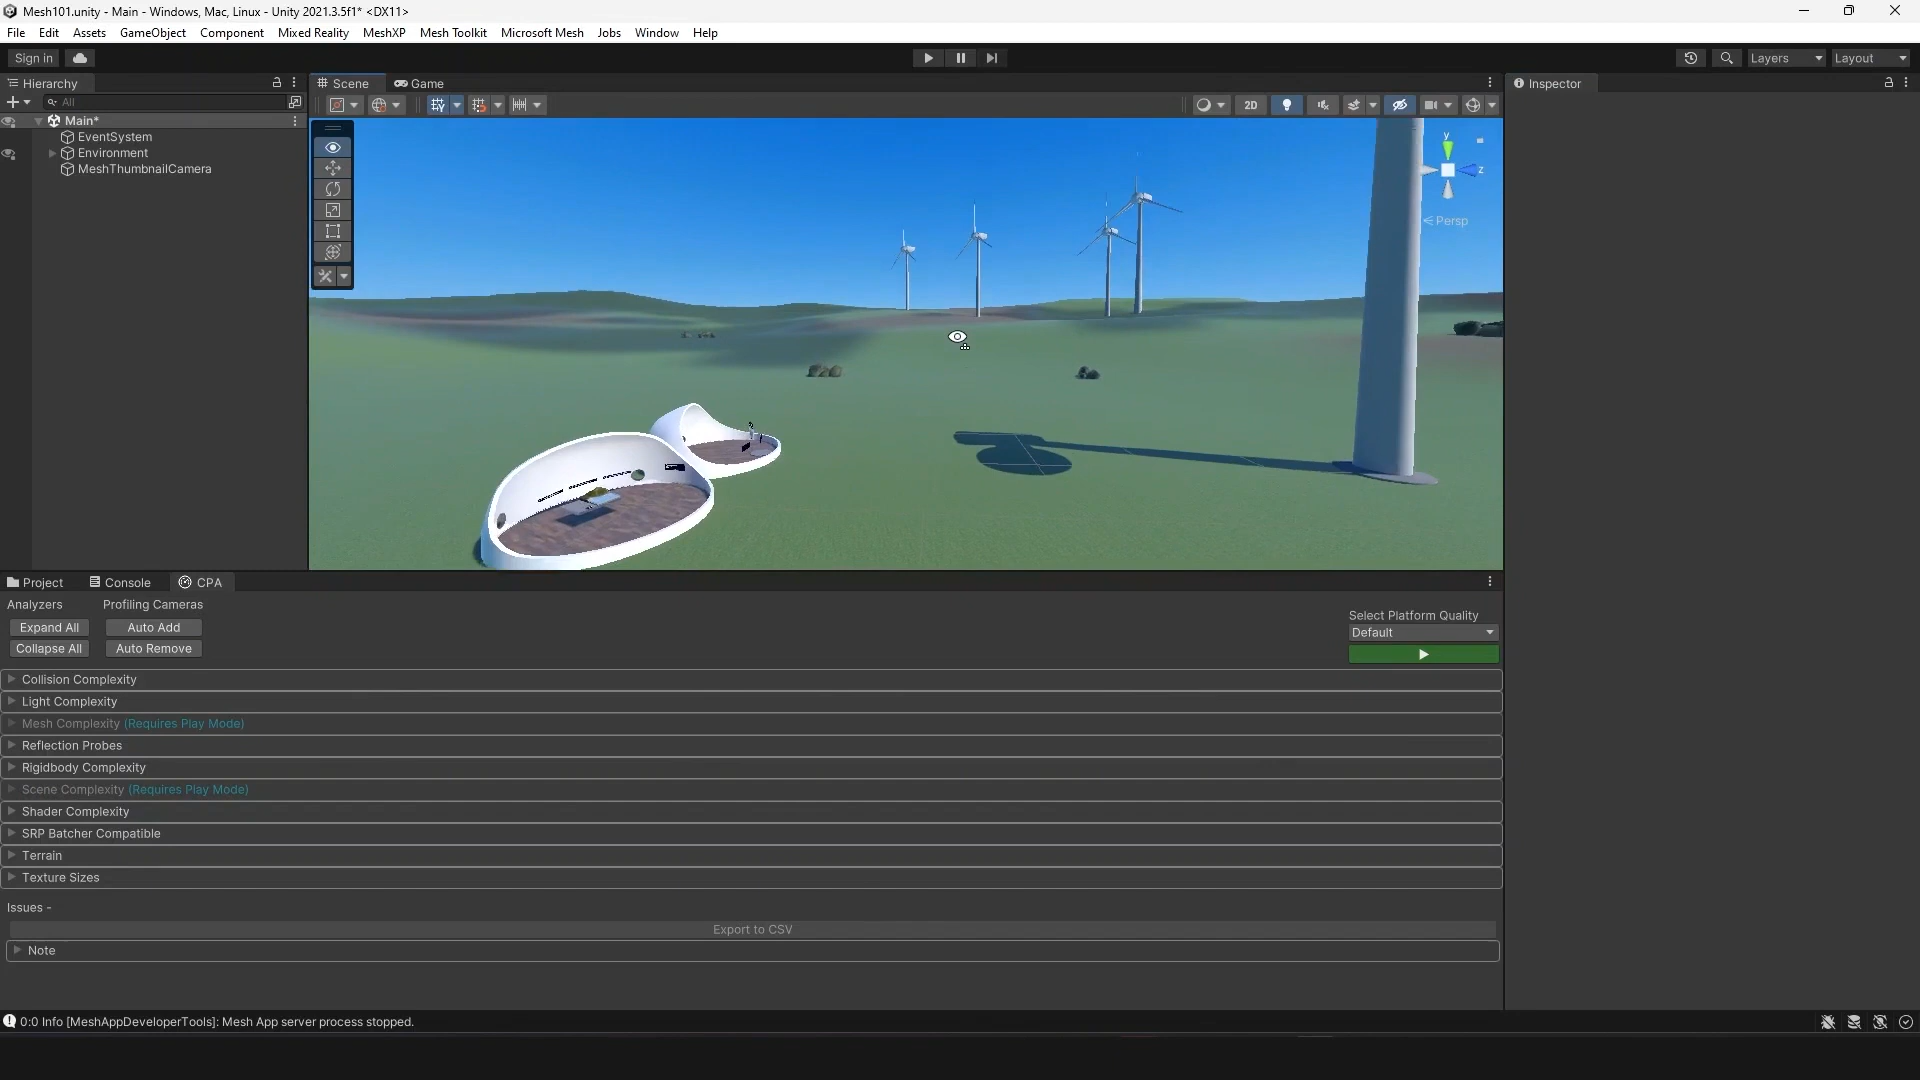 Mesh101.unity - Main - Windows, Mac, Linux - Unity 2021.3.5f1* <DX11>
File Edit Assets GameObject Component Mixed Reality MeshXP Mesh Toolkit Microsoft Mesh Jobs Window Help
Sign in
Layers
Layout
Hierarchy
All
Main*
EventSystem
Environment
MeshThumbnailCamera
Scene
Game
2D
y
z
Persp
Inspector
Project
Console
CPA
Analyzers
Profiling Cameras
Expand All
Auto Add
Collapse All
Auto Remove
Select Platform Quality
Default
Collision Complexity
Light Complexity
Mesh Complexity (Requires Play Mode)
Reflection Probes
Rigidbody Complexity
Scene Complexity (Requires Play Mode)
Shader Complexity
SRP Batcher Compatible
Terrain
Texture Sizes
Issues -
Export to CSV
Note
0:0 Info [MeshAppDeveloperTools]: Mesh App server process stopped.